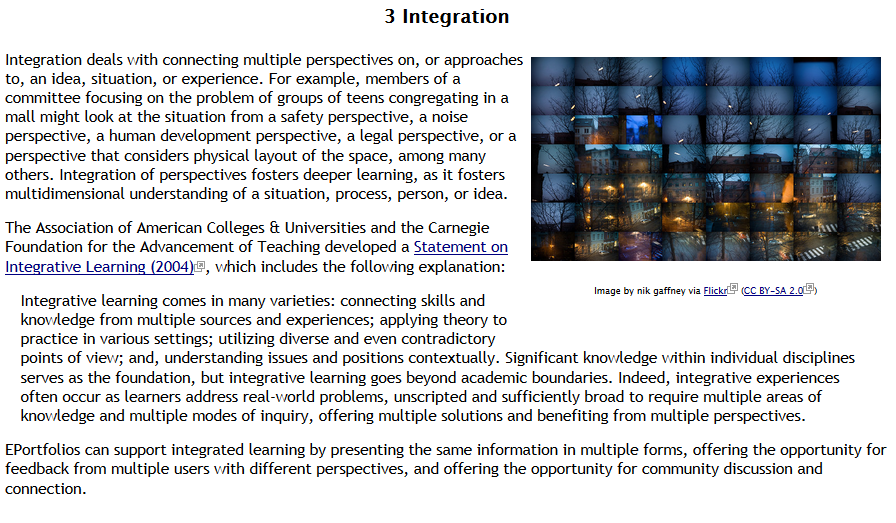 3 Integration
Integration deals with connecting multiple perspectives on, or approaches
to, an idea, situation, or experience. For example, members of a
committee focusing on the problem of groups of teens congregating in a
mall might look at the situation from a safety perspective, a noise
perspective, a human development perspective, a legal perspective, or a
perspective that considers physical layout of the space, among many
others. Integration of perspectives fosters deeper learning, as it fosters
multidimensional understanding of a situation, process, person, or idea.
The Association of American Colleges & Universities and the Carnegie
Foundation for the Advancement of Teaching developed a Statement on
Integrative Learning (2004), which includes the following explanation:
Image by nik gaffney via Flickr (CC BY-SA 2.0)
Integrative learning comes in many varieties: connecting skills and
knowledge from multiple sources and experiences; applying theory to
practice in various settings; utilizing diverse and even contradictory
points of view; and, understanding issues and positions contextually. Significant knowledge within individual disciplines
serves as the foundation, but integrative learning goes beyond academic boundaries. Indeed, integrative experiences
often occur as learners address real-world problems, unscripted and sufficiently broad to require multiple areas of
knowledge and multiple modes of inquiry, offering multiple solutions and benefiting from multiple perspectives.
EPortfolios can support integrated learning by presenting the same information in multiple forms, offering the opportunity for
feedback from multiple users with different perspectives, and offering the opportunity for community discussion and
connection.